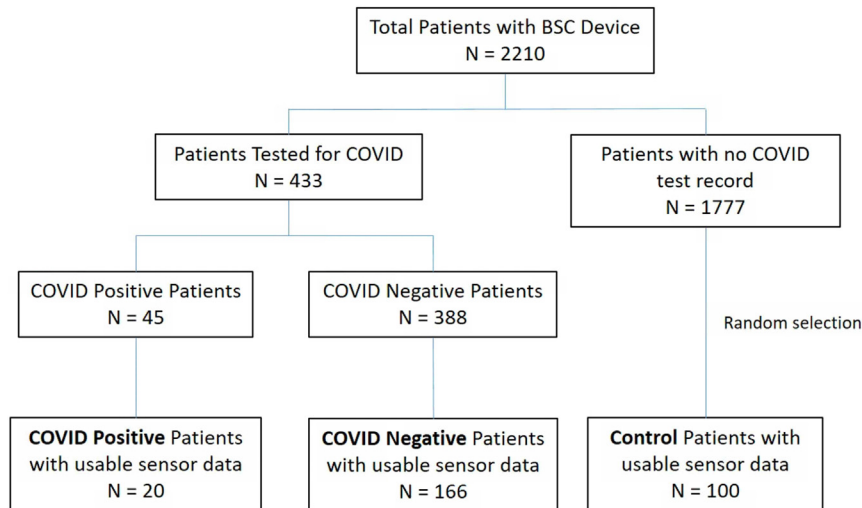 Total Patients with BSC Device
N = 2210
Patients Tested for COVID
N = 433
Patients with no COVID
test record
N = 1777
COVID Positive Patients
N = 45
COVID Negative Patients
N = 388
Random selection
COVID Positive Patients
with usable sensor data
N = 20
COVID Negative Patients
with usable sensor data
N = 166
Control Patients with
usable sensor data
N = 100